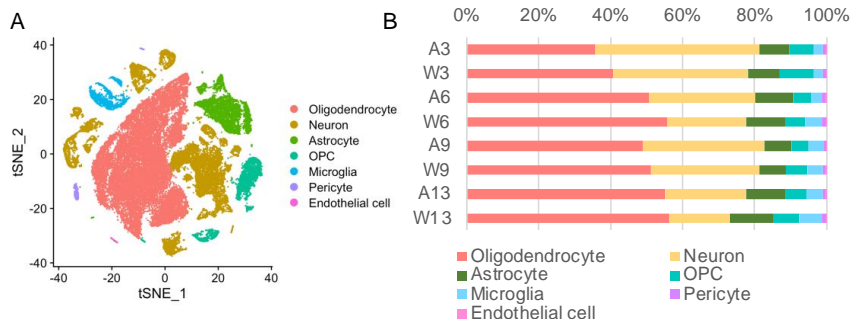 A
B
40
20
0
-20
-40
tSNE_2
-40
-20
0
20
40
tSNE_1
Oligodendrocyte
Neuron
Astrocyte
OPC
Microglia
Pericyte
Endothelial cell
0% 20% 40% 60% 80% 100%
A3
W3
A6
W6
A9
W9
A13
W13
Oligodendrocyte Neuron
Astrocyte OPC
Microglia Pericyte
Endothelial cell